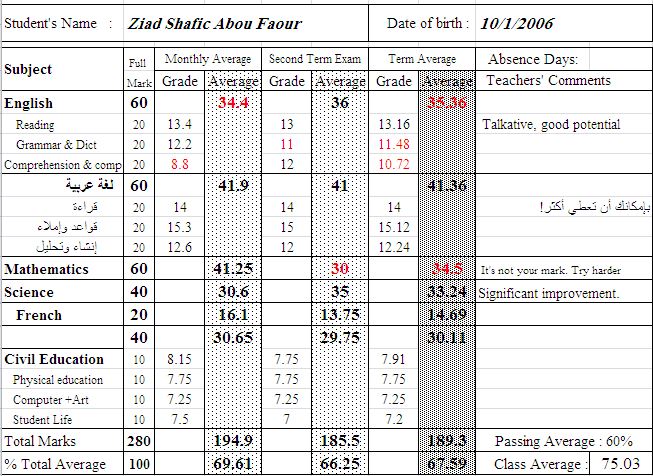 Student's Name : Ziad Shafic Abou Faour Date of birth : 10/1/2006
Subject Full Mark Monthly Average Second Term Exam Term Average Absence Days:
Grade Average Grade Average Grade Average Teachers' Comments
English 60 34.4 36 35.36
Reading 20 13.4 13 13.16 Talkative, good potential
Grammar & Dict 20 12.2 11 11.48
Comprehension & comp 20 8.8 12 10.72
لغة عربية 60 41.9 41 41.36
قراءة 20 14 14 14 بإمكانك أن تعطي أكثر!
قواعد وإملاء 20 15.3 15 15.12
إنشاء وتحليل 20 12.6 12 12.24
Mathematics 60 41.25 30 34.5 It's not your mark. Try harder
Science 40 30.6 35 33.24 Significant improvement.
French 20 16.1 13.75 14.69
40 30.65 29.75 30.11
Civil Education 10 8.15 7.75 7.91
Physical education 10 7.75 7.75 7.75
Computer +Art 10 7.25 7.25 7.25
Student Life 10 7.5 7 7.2
Total Marks 280 194.9 185.5 189.3 Passing Average : 60%
% Total Average 100 69.61 66.25 67.59 Class Average : 75.03